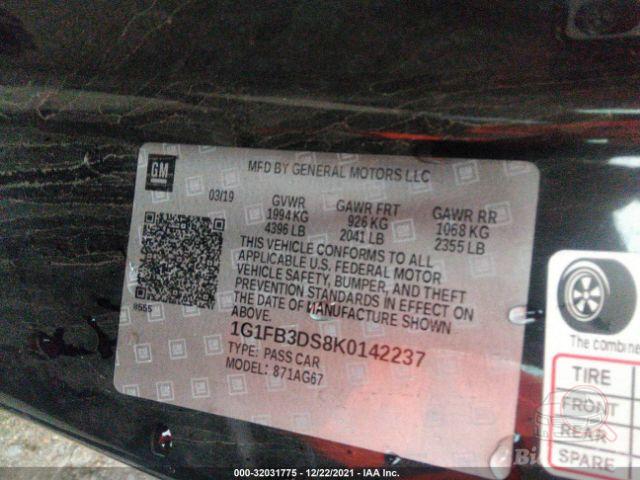 GM
MFD BY GENERAL MOTORS LLC
03/19
GVWR GAWR FRT GAWR RR
1994 KG 926 KG 1068 KG
4396 LB 2041 LB 2355 LB
THIS VEHICLE CONFORMS TO ALL
APPLICABLE U.S. FEDERAL MOTOR
VEHICLE SAFETY, BUMPER, AND THEFT
PREVENTION STANDARDS IN EFFECT ON
THE DATE OF MANUFACTURE SHOWN
ABOVE.
1G1FB3DS8K0142237
TYPE: PASS CAR
MODEL: 871AG67
The combine
TIRE
FRONT
REAR
SPARE
000-32031775 - 12/22/2021 - IAA Inc.